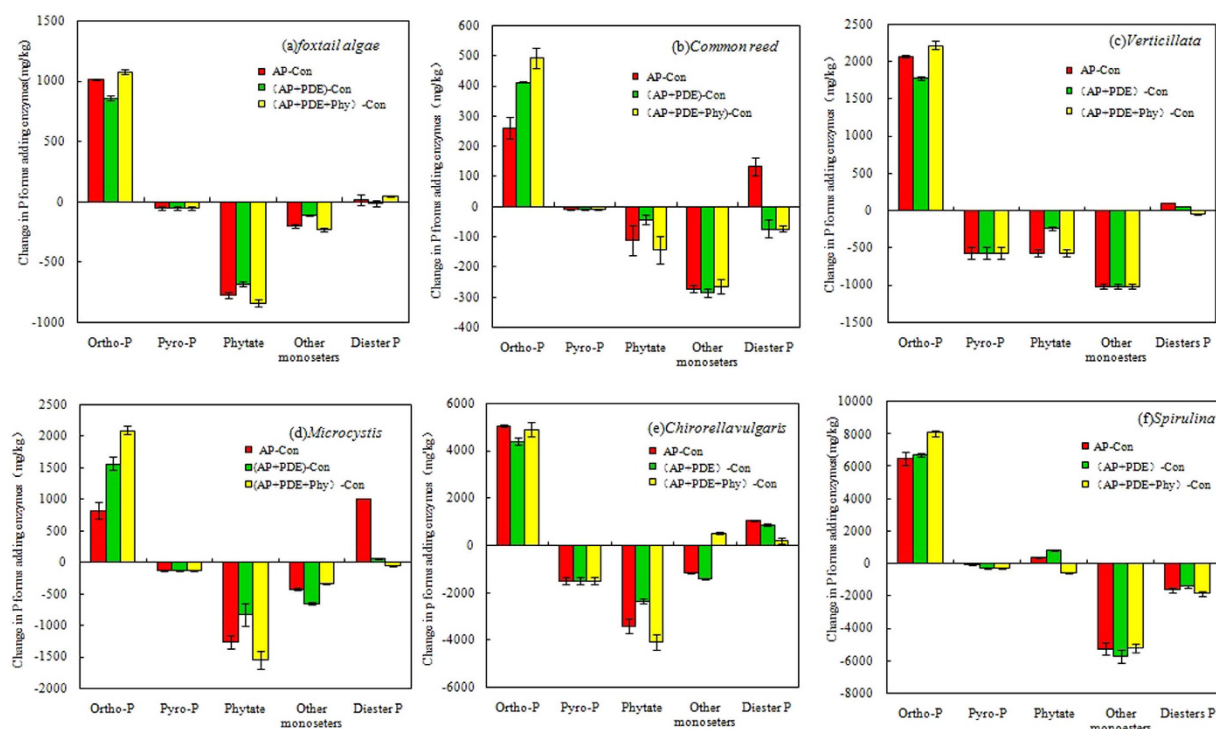 Change in P forms adding enzymes(mg/kg)
1500
1000
500
0
-500
-1000
(a)foxtail algae
AP-Con
(AP+PDE)-Con
(AP+PDE+Phy) -Con
Ortho-P Pyro-P Phytate Other Diester P
monoseters
Change in P frorms adding enzymes (mg/kg)
600
500
400
300
200
100
0
-100
-200
-300
-400
(b)Common reed
AP-Con
(AP+PDE)-Con
(AP+PDE+Phy)-Con
Ortho-P Pyro-P Phytate Other Diester P
monoesters
Change in P forms adding enzymes (mg/kg)
2500
2000
1500
1000
500
0
-500
-1000
-1500
(c)Verticillata
AP-Con
(AP+PDE) -Con
(AP+PDE+Phy) -Con
Ortho-P Pyro-P Phytate Other Diesters P
monoesters
Change in P forms adding enzymes (mg/kg)
2500
2000
1500
1000
500
0
-500
-1000
-1500
-2000
(d)Microcystis
AP-Con
(AP+PDE)-Con
(AP+PDE+Phy) -Con
Ortho-P Pyro-P Phytate Other Diester P
monoseters
Change in p forms adding enzymes (mg/kg)
6000
4000
2000
0
-2000
-4000
-6000
(e)Chirorellavulgaris
AP-Con
(AP+PDE) -Con
(AP+PDE+Phy) -Con
Ortho-P Pyro-P Phytate Other Diester P
monoseters
Change in P forms adding enzymes(mg/kg)
10000
8000
6000
4000
2000
0
-2000
-4000
-6000
-8000
(f)Spirulina
AP-Con
(AP+PDE) -Con
(AP+PDE+Phy) -Con
Ortho-P Pyro-P Phytate Other Diesters P
monoesters